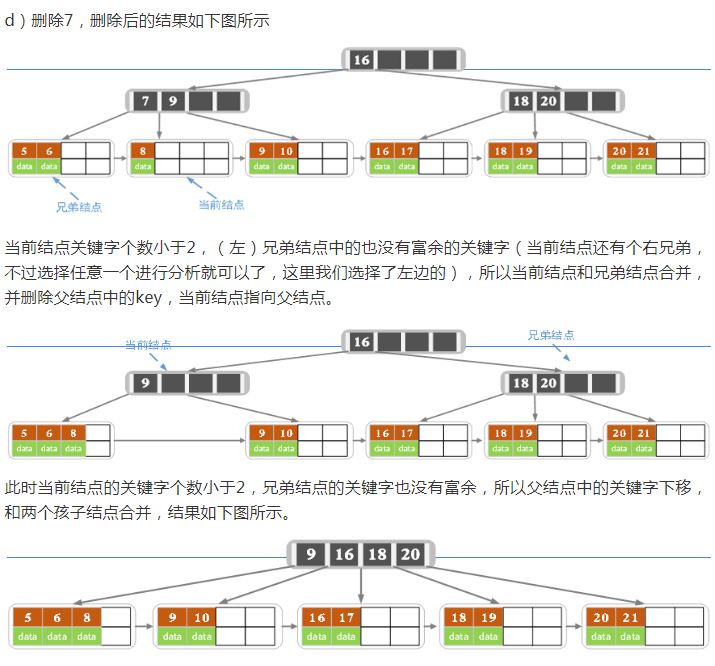 d）删除7，删除后的结果如下图所示
16
7 9
18 20
5 6
8
9 10
16 17
18 19
20 21
data data
data
data data
data data
data data
data data
兄弟结点
当前结点
当前结点关键字个数小于2，（左）兄弟结点中的也没有富余的关键字（当前结点还有个右兄弟，
不过选择任意一个进行分析就可以了，这里我们选择了左边的），所以当前结点和兄弟结点合并，
并删除父结点中的key，当前结点指向父结点。
当前结点
16
兄弟结点
9
18 20
5 6 8
9 10
16 17
18 19
20 21
data data data
data data
data data
data data
data data
此时当前结点的关键字个数小于2，兄弟结点的关键字也没有富余，所以父结点中的关键字下移，
和两个孩子结点合并，结果如下图所示。
9 16 18 20
5 6 8
9 10
16 17
18 19
20 21
data data data
data data
data data
data data
data data